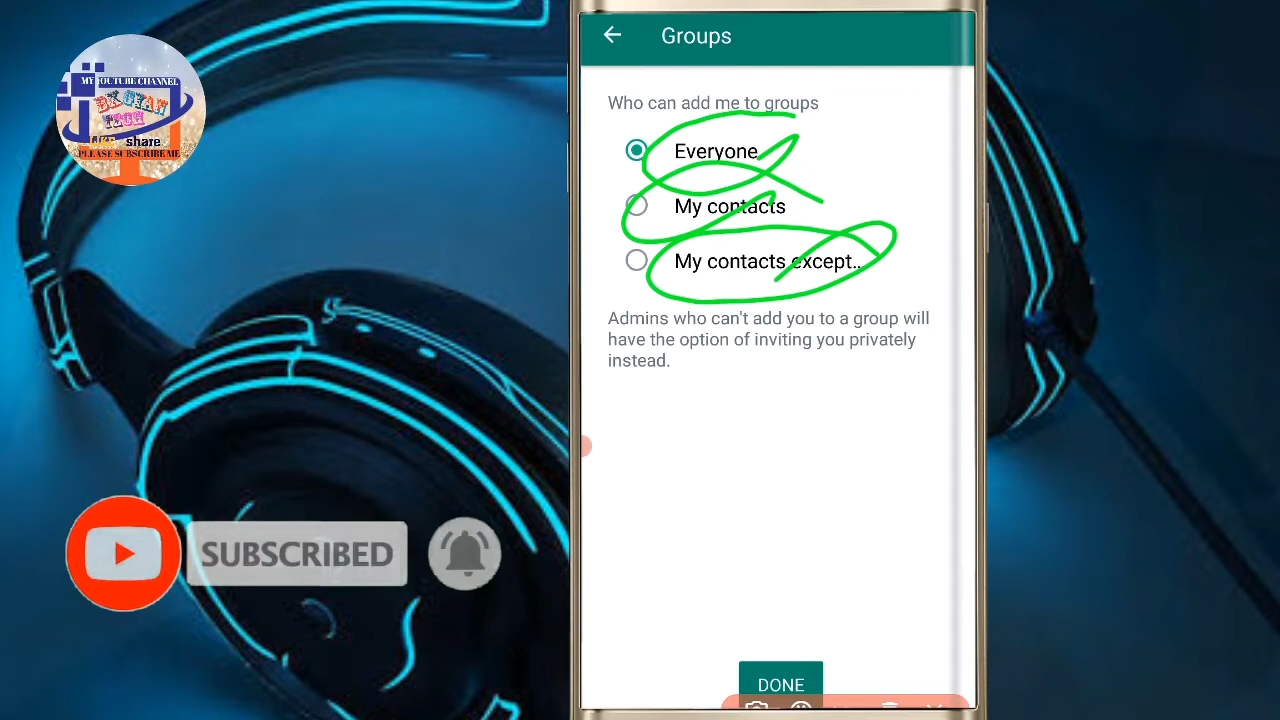 MY YOUTUBE CHANNEL
share
PLEASE SUBSCRIBE ME
SUBSCRIBED
Groups
Who can add me to groups
Everyone
My contacts
My contacts except...
Admins who can't add you to a group will
have the option of inviting you privately
instead.
DONE